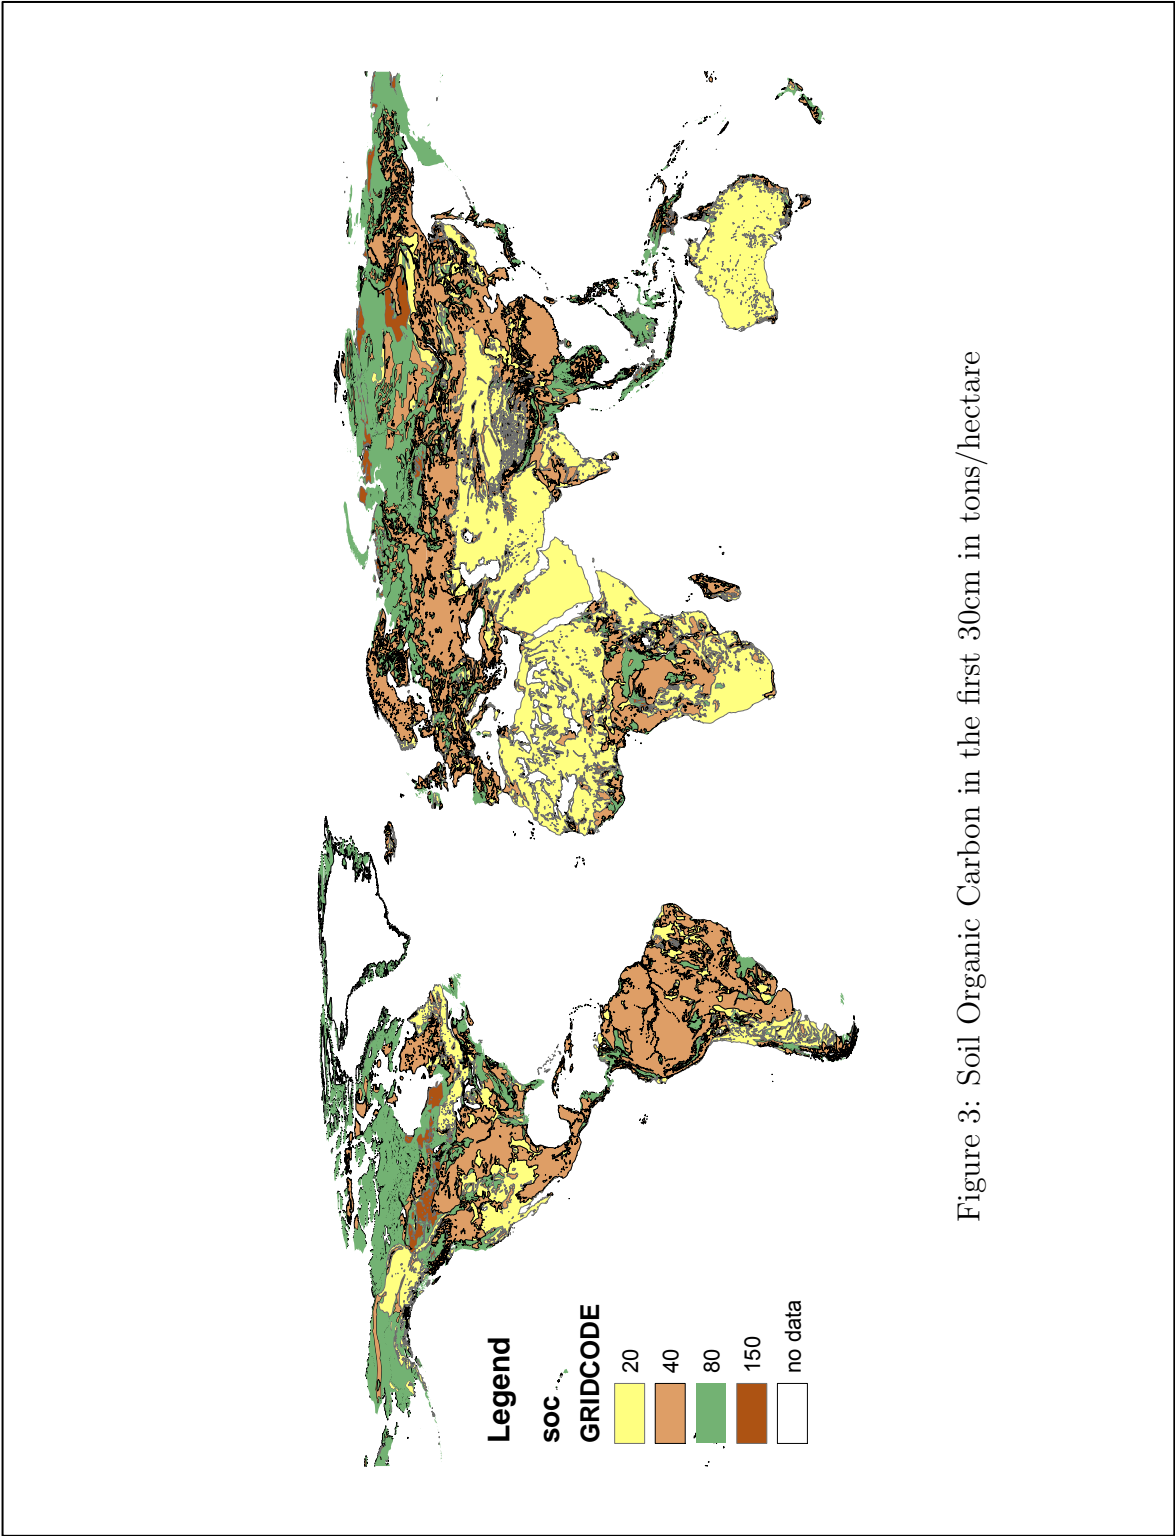 Legend
soc
GRIDCODE
20
40
80
150
no data
Figure 3: Soil Organic Carbon in the first 30cm in tons/hectare